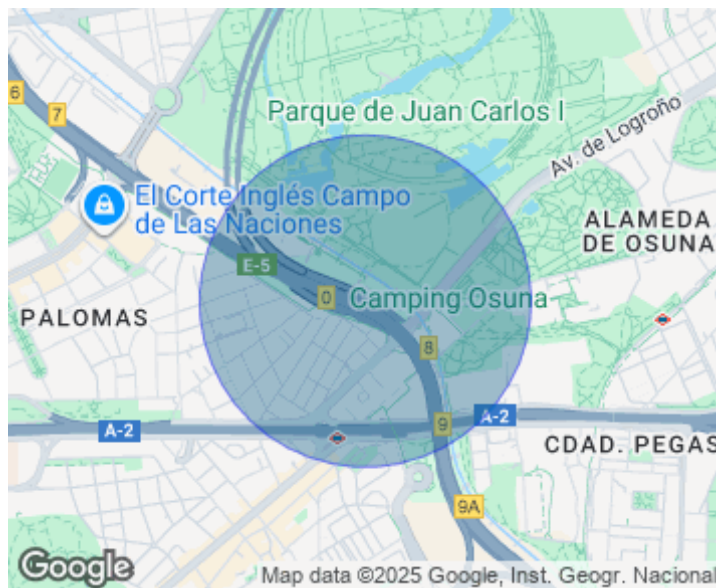 6
7
Parque de Juan Carlos I
Av. de Logroño
El Corte Inglés Campo
de Las Naciones
ALAMEDA
DE OSUNA
E-5
0
Camping Osuna
PALOMAS
8
A-2
9
A-2
CDAD. PEGAS
9A
Google
Map data ©2025 Google, Inst. Geogr. Nacional